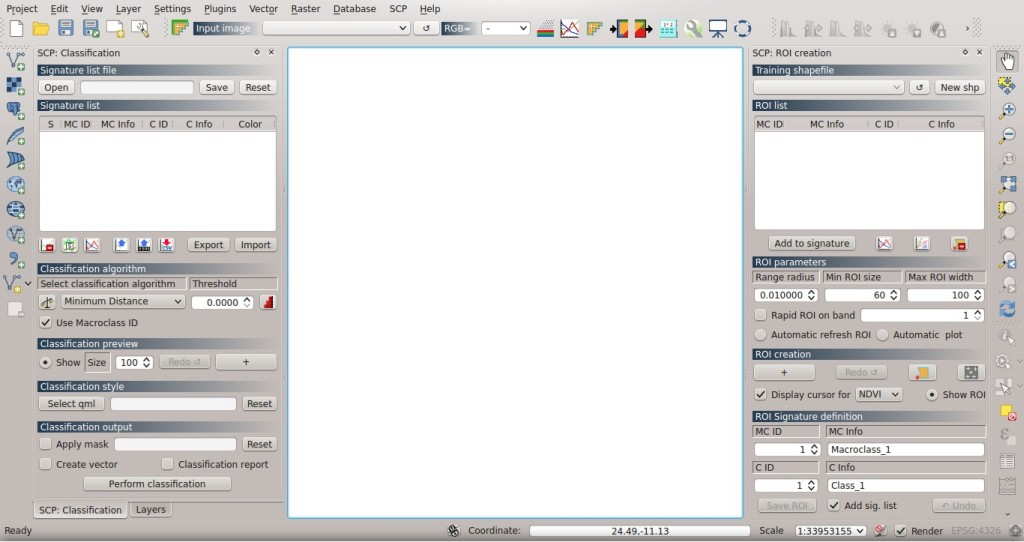 Project Edit View Layer Settings Plugins Vector Raster Database SCP Help
Input image RGB= -
SCP: Classification
Signature list file
Open Save Reset
Signature list
S MC ID MC Info C ID C Info Color
Export Import
Classification algorithm
Select classification algorithm Threshold
Minimum Distance 0.0000
Use Macroclass ID
Classification preview
Show Size 100 Redo ↺ +
Classification style
Select qml Reset
Classification output
Apply mask Reset
Create vector Classification report
Perform classification
SCP: Classification Layers
SCP: ROI creation
Training shapefile
↺ New shp
ROI list
MC ID MC Info C ID C Info
Add to signature
ROI parameters
Range radius Min ROI size Max ROI width
0.010000 60 100
Rapid ROI on band 1
Automatic refresh ROI Automatic plot
ROI creation
+ Redo ↺
Display cursor for NDVI Show ROI
ROI Signature definition
MC ID MC Info
1 Macroclass_1
C ID C Info
1 Class_1
Save ROI Add sig. list ↶ Undo
Ready Coordinate: 24.49,-11.13 Scale 1:33953155 Render EPSG:4326